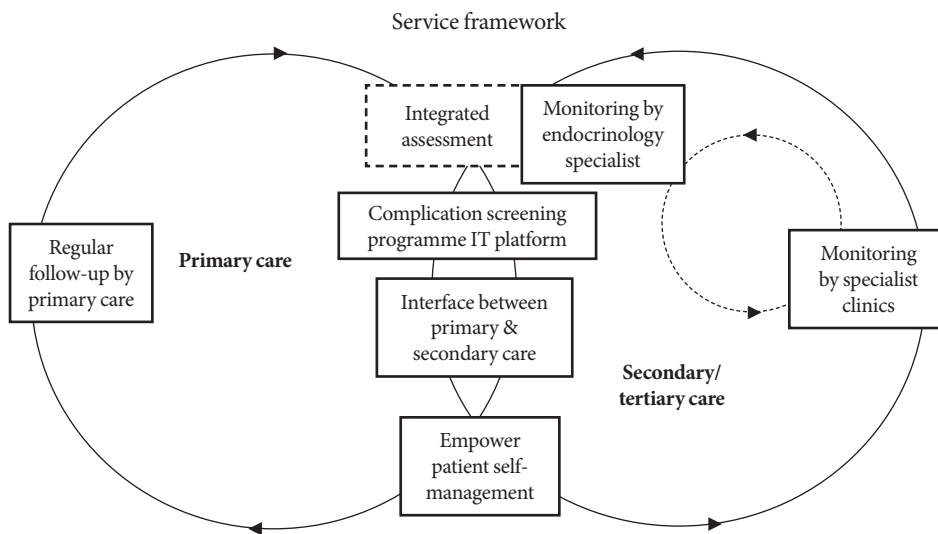 Service framework
Integrated
assessment
Monitoring by
endocrinology
specialist
Complication screening
programme IT platform
Regular
follow-up by
primary care
Primary care
Interface between
primary &
secondary care
Monitoring
by specialist
clinics
Secondary/
tertiary care
Empower
patient self-
management